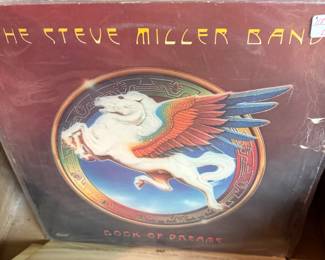 HE STEVE MILLER BAND
BOOK OF DREAMS